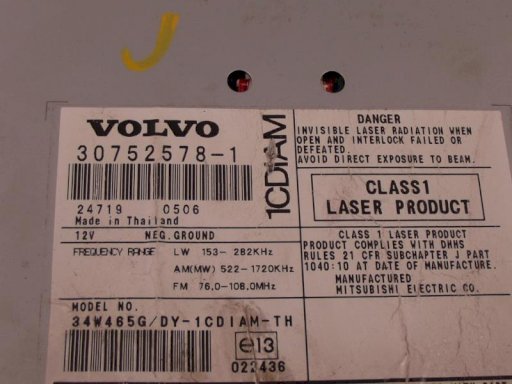 J
VOLVO
30752578-1
1CDIAM
24719 0506
Made in Thailand
12V NEG.GROUND
FREQUENCY RANGE LW 153-282KHz
AM(MW) 522-1720KHz
FM 76.0-108.0MHz
MODEL NO.
34W465G/DY-1CDIAM-TH
e13
022436
DANGER
INVISIBLE LASER RADIATION WHEN
OPEN AND INTERLOCK FAILED OR
DEFEATED.
AVOID DIRECT EXPOSURE TO BEAM.
CLASS1
LASER PRODUCT
CLASS 1 LASER PRODUCT
PRODUCT COMPLIES WITH DHHS
RULES 21 CFR SUBCHAPTER J PART
1040:10 AT DATE OF MANUFACTURE.
MANUFACTURED
MITSUBISHI ELECTRIC CO.